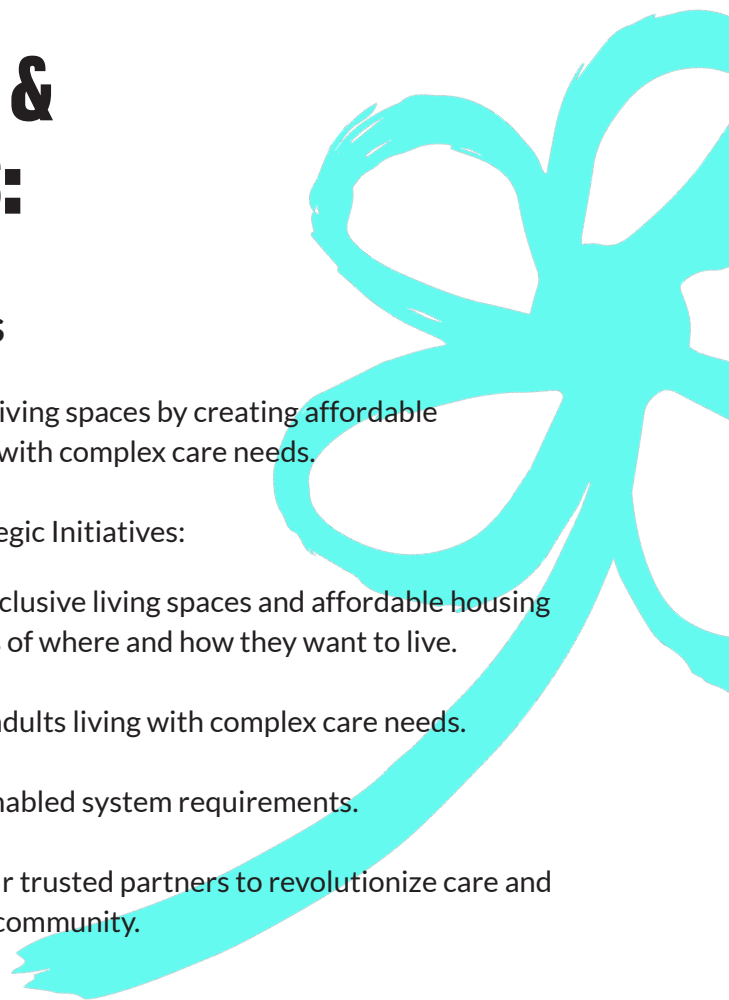 &
:
s
iving spaces by creating affordable
with complex care needs.
egic Initiatives:
clusive living spaces and affordable housing
of where and how they want to live.
dults living with complex care needs.
nabled system requirements.
r trusted partners to revolutionize care and
community.